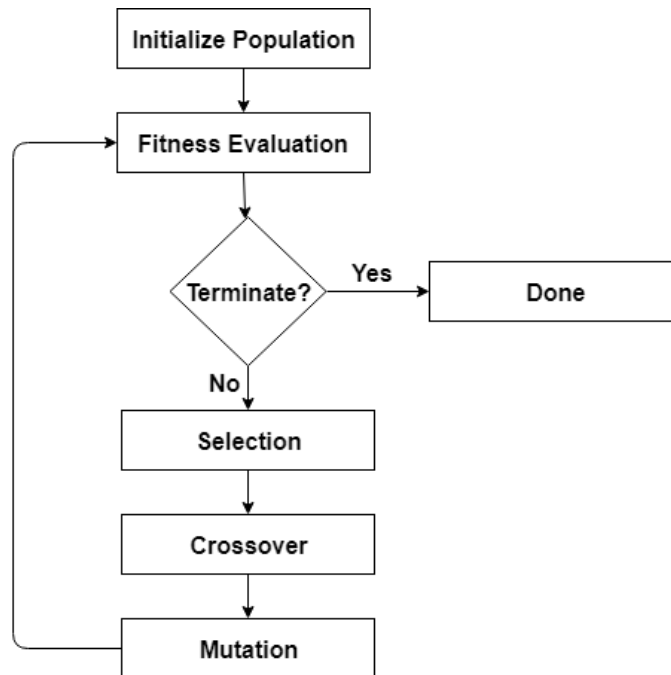 Initialize Population
Fitness Evaluation
Terminate?
Yes
Done
No
Selection
Crossover
Mutation